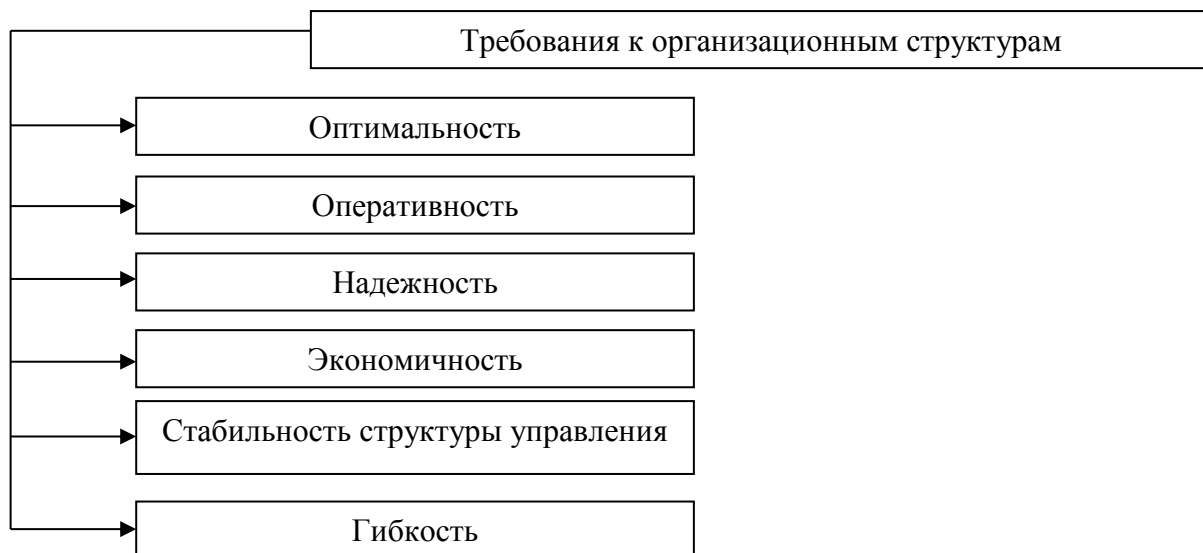 Требования к организационным структурам
Оптимальность
Оперативность
Надежность
Экономичность
Стабильность структуры управления
Гибкость